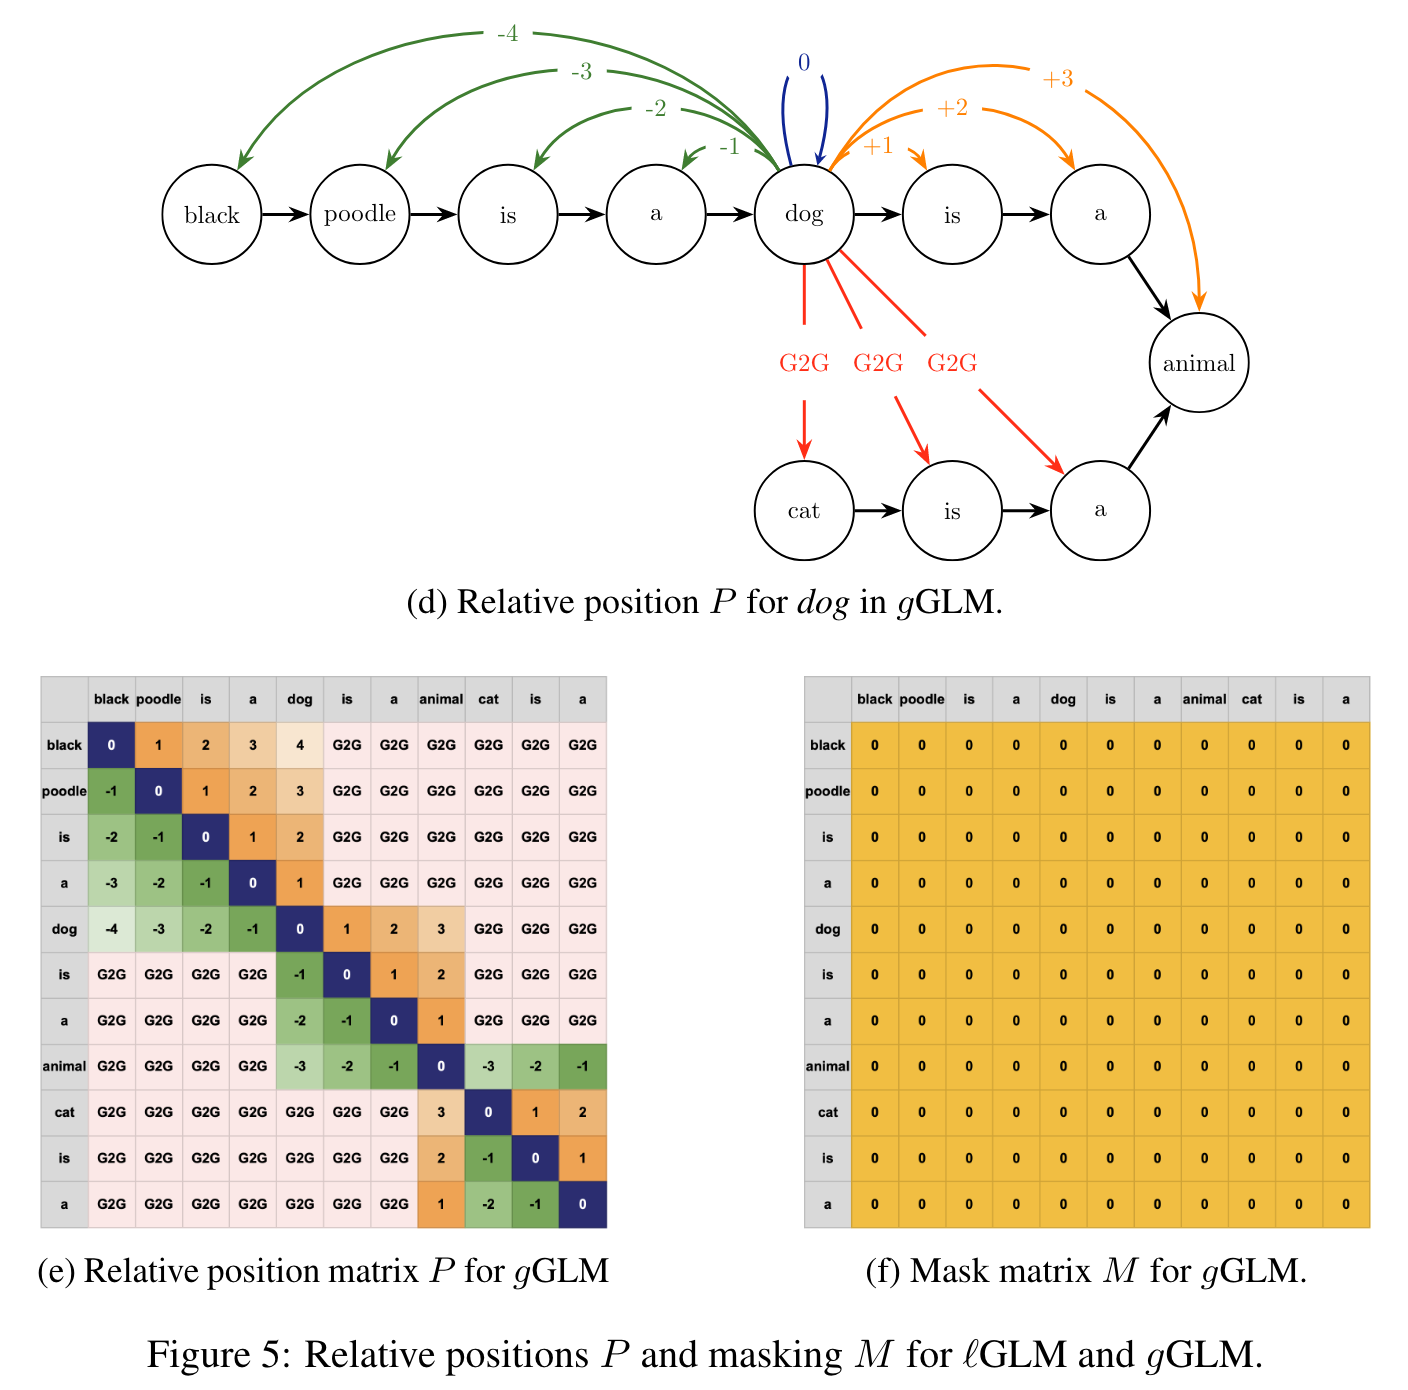 -4
-3
-2
-1
0
+1
+2
+3
black poodle is a dog is a
G2G G2G G2G
animal
cat is a
(d) Relative position P for dog in gGLM.
black poodle is a dog is a animal cat is a
black 0 1 2 3 4 G2G G2G G2G G2G G2G G2G
poodle -1 0 1 2 3 G2G G2G G2G G2G G2G G2G
is -2 -1 0 1 2 G2G G2G G2G G2G G2G G2G
a -3 -2 -1 0 1 G2G G2G G2G G2G G2G G2G
dog -4 -3 -2 -1 0 1 2 3 G2G G2G G2G
is G2G G2G G2G G2G -1 0 1 2 G2G G2G G2G
a G2G G2G G2G G2G -2 -1 0 1 G2G G2G G2G
animal G2G G2G G2G G2G -3 -2 -1 0 -3 -2 -1
cat G2G G2G G2G G2G G2G G2G G2G 3 0 1 2
is G2G G2G G2G G2G G2G G2G G2G 2 -1 0 1
a G2G G2G G2G G2G G2G G2G G2G 1 -2 -1 0
(e) Relative position matrix P for gGLM
black poodle is a dog is a animal cat is a
black 0 0 0 0 0 0 0 0 0 0 0
poodle 0 0 0 0 0 0 0 0 0 0 0
is 0 0 0 0 0 0 0 0 0 0 0
a 0 0 0 0 0 0 0 0 0 0 0
dog 0 0 0 0 0 0 0 0 0 0 0
is 0 0 0 0 0 0 0 0 0 0 0
a 0 0 0 0 0 0 0 0 0 0 0
animal 0 0 0 0 0 0 0 0 0 0 0
cat 0 0 0 0 0 0 0 0 0 0 0
is 0 0 0 0 0 0 0 0 0 0 0
a 0 0 0 0 0 0 0 0 0 0 0
(f) Mask matrix M for gGLM.
Figure 5: Relative positions P and masking M for ℓGLM and gGLM.